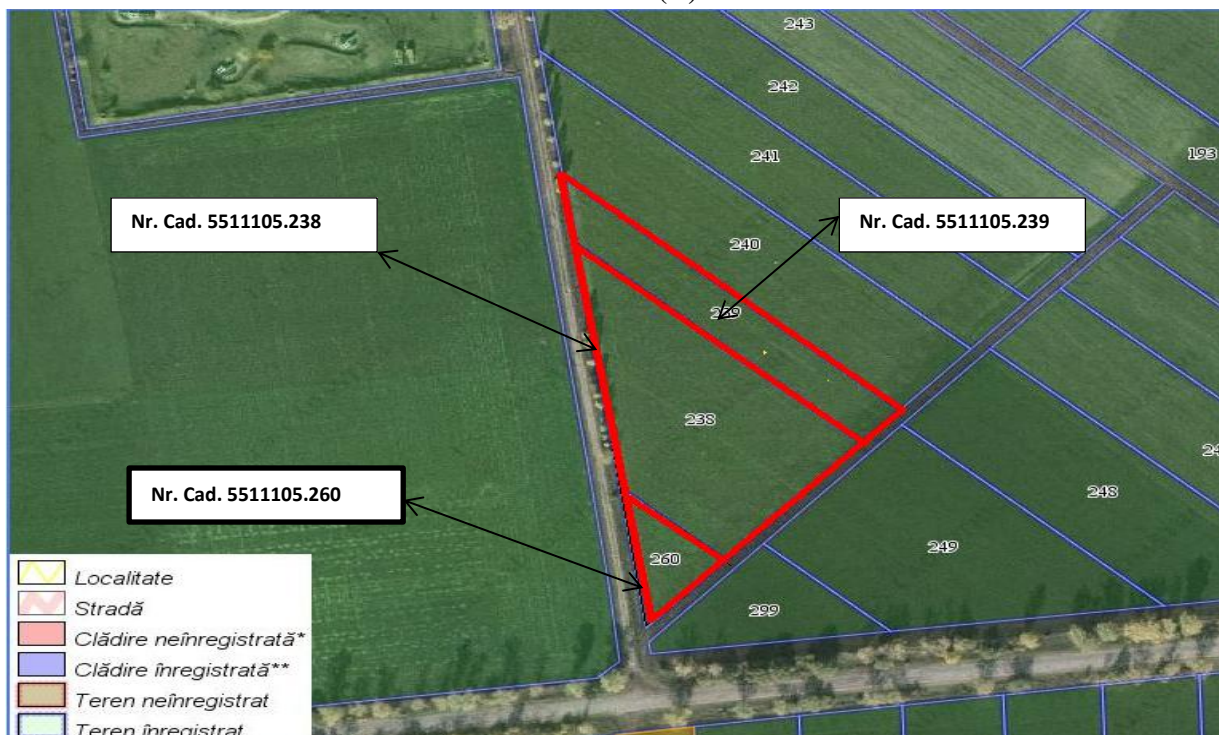 243
242
241
193
Nr. Cad. 5511105.238
Nr. Cad. 5511105.239
240
239
238
Nr. Cad. 5511105.260
248
249
260
299
Localitate
Stradă
Clădire neînregistrată*
Clădire înregistrată**
Teren neînregistrat
Teren înregistrat